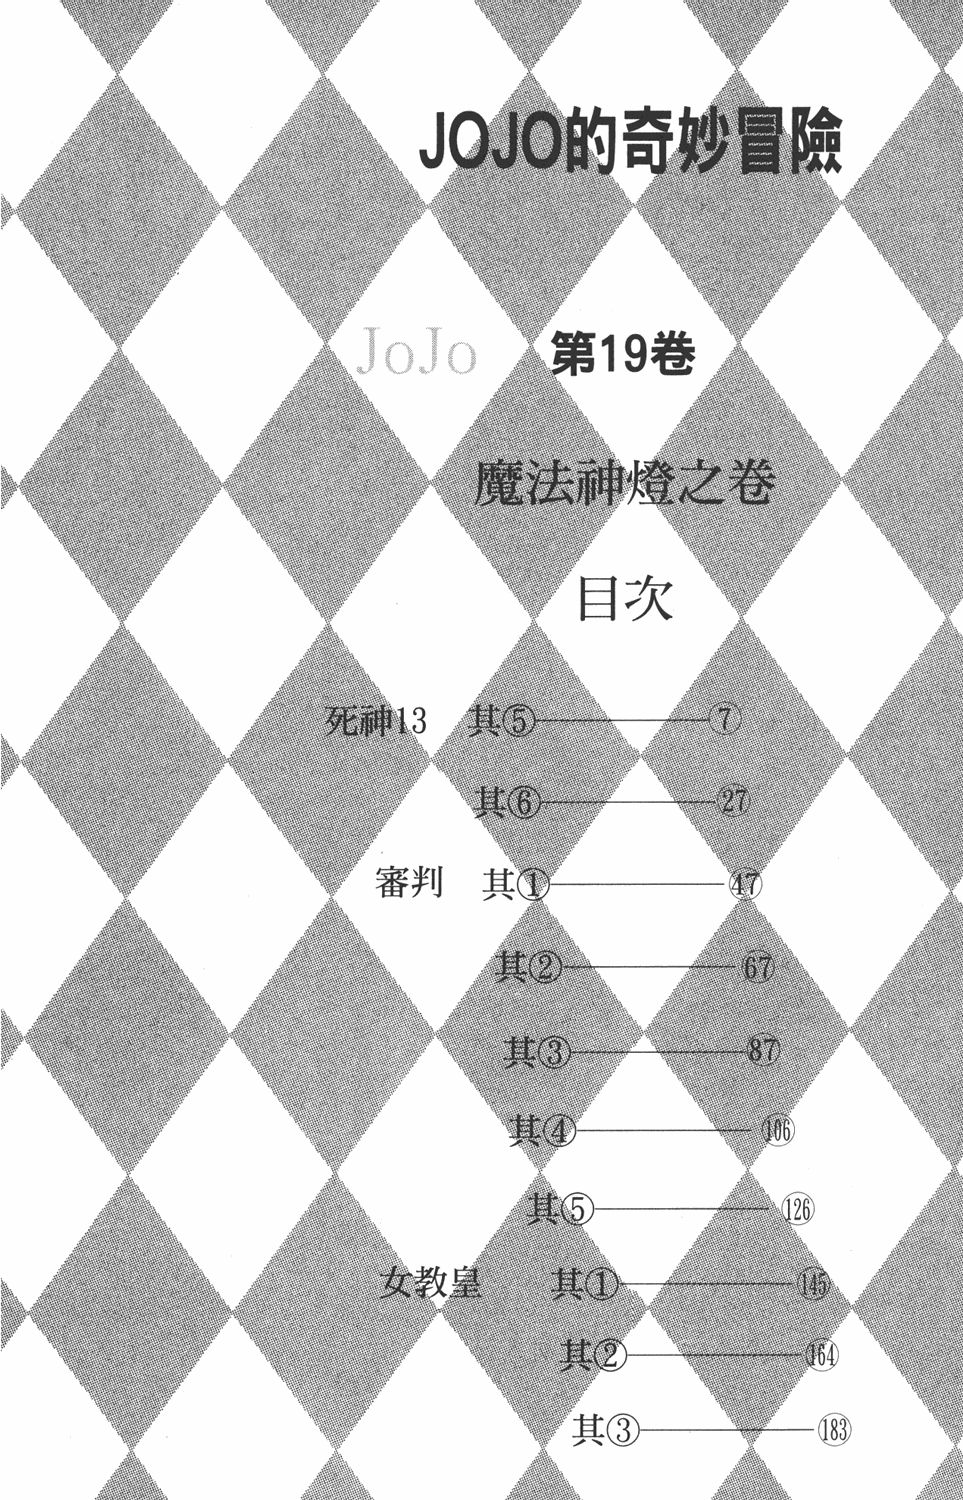 JOJO的奇妙冒險
JoJo 第19卷
魔法神燈之卷
目次
死神13 其⑤ 7
其⑥ 27
審判 其① 47
其② 67
其③ 87
其④ 106
其⑤ 126
女教皇 其① 145
其② 164
其③ 183